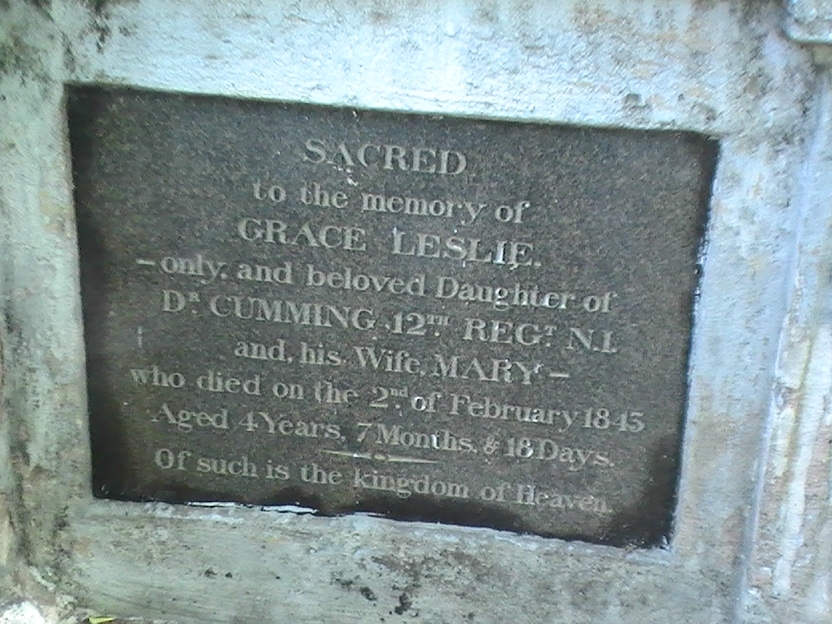 SACRED
to the memory of
GRACE LESLIE.
– only, and beloved Daughter of
DR. CUMMING 12TH. REGT. N.I.
and, his Wife, MARY –
who died on the 2nd. of February 1843
Aged 4 Years, 7 Months, & 18 Days.
Of such is the kingdom of Heaven.